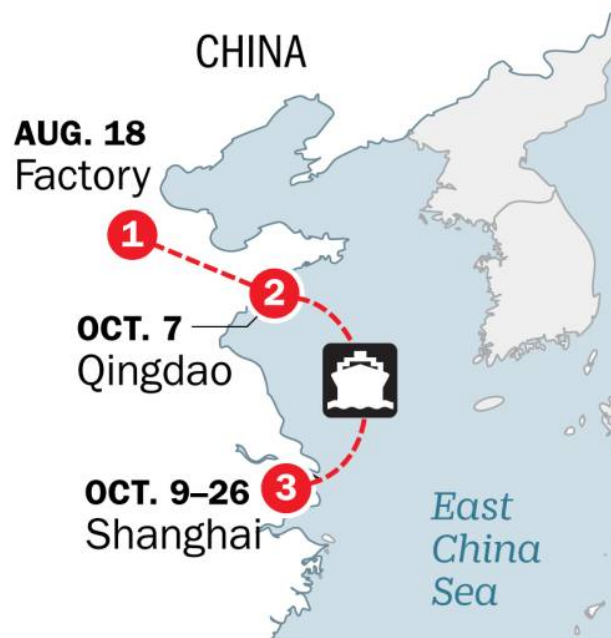 CHINA
AUG. 18
Factory
1
2
OCT. 7
Qingdao
3
OCT. 9–26
Shanghai
East
China
Sea